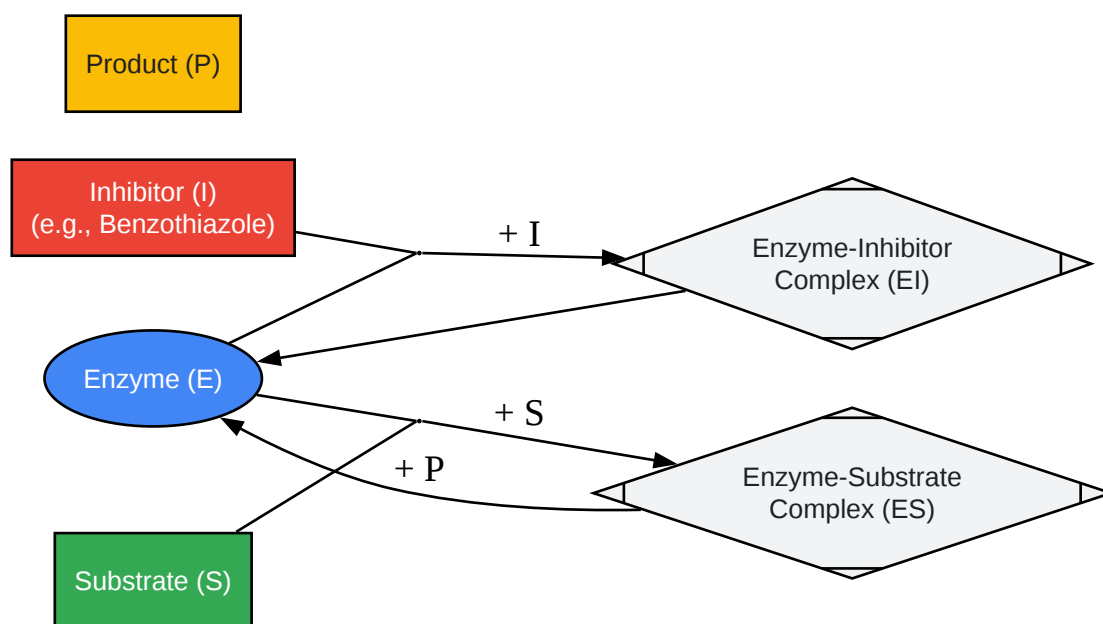 Product (P)
Inhibitor (I)
(e.g., Benzothiazole)
+ I
Enzyme-Inhibitor
Complex (EI)
Enzyme (E)
+ S
+ P
Enzyme-Substrate
Complex (ES)
Substrate (S)